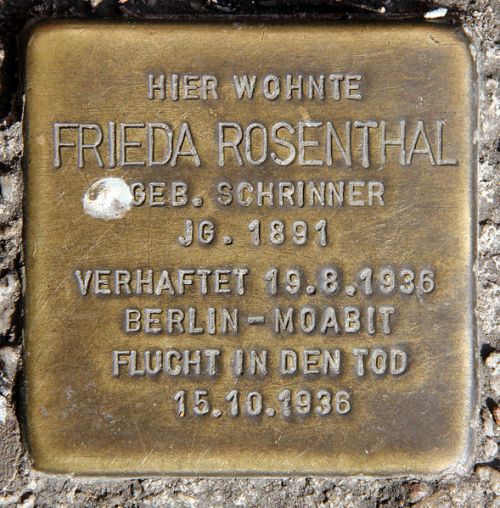 HIER WOHNTE
FRIEDA ROSENTHAL
GEB. SCHRINNER
JG. 1891
VERHAFTET 19.8.1936
BERLIN-MOABIT
FLUCHT IN DEN TOD
15.10.1936